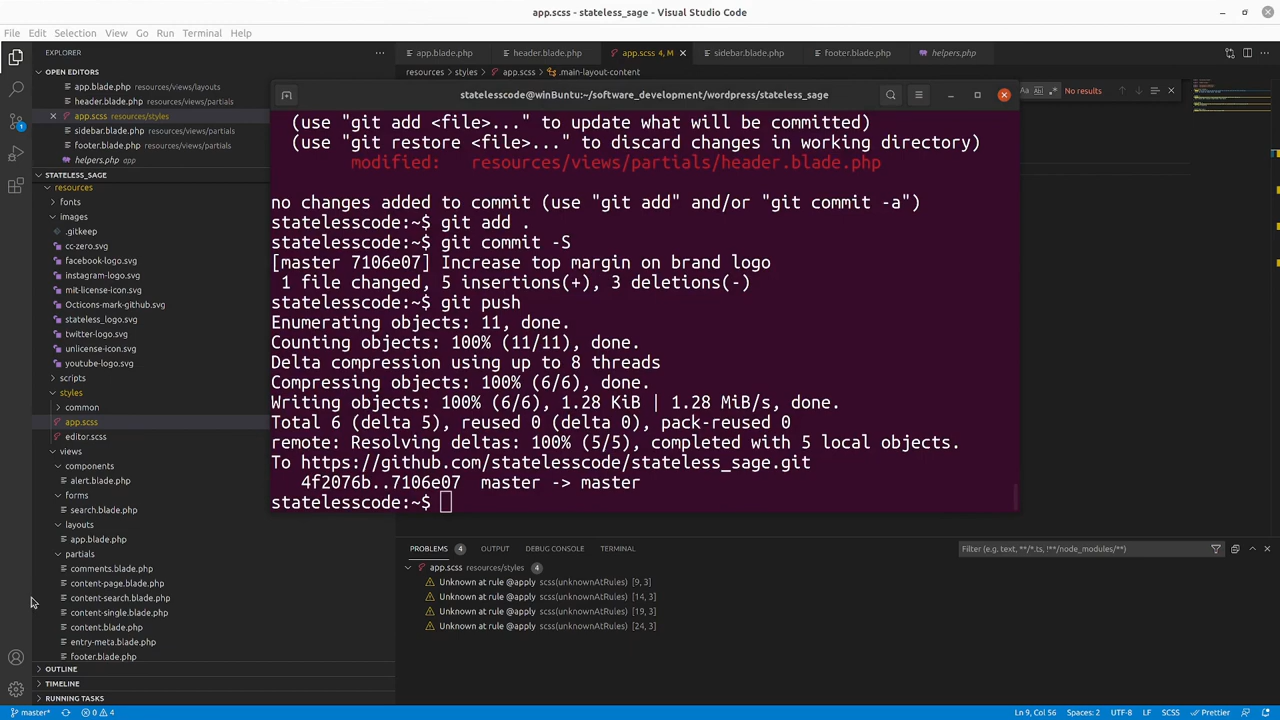 app.scss - stateless_sage - Visual Studio Code
File Edit Selection View Go Run Terminal Help
EXPLORER
OPEN EDITORS
app.blade.php resources/views/layouts
header.blade.php resources/views/partials
app.scss resources/styles
sidebar.blade.php resources/views/partials
footer.blade.php resources/views/partials
helpers.php app
STATELESS_SAGE
resources
fonts
images
.gitkeep
cc-zero.svg
facebook-logo.svg
instagram-logo.svg
mit-license-icon.svg
Octicons-mark-github.svg
stateless_logo.svg
twitter-logo.svg
unlicense-icon.svg
youtube-logo.svg
scripts
styles
common
app.scss
editor.scss
views
components
alert.blade.php
forms
search.blade.php
layouts
app.blade.php
partials
comments.blade.php
content-page.blade.php
content-search.blade.php
content-single.blade.php
content.blade.php
entry-meta.blade.php
footer.blade.php
OUTLINE
TIMELINE
RUNNING TASKS
1
app.blade.php header.blade.php app.scss 4, M sidebar.blade.php footer.blade.php helpers.php
resources > styles > app.scss > .main-layout-content
Aa Ab No results
statelesscode@winBuntu:~/software_development/wordpress/stateless_sage
(use "git add <file>..." to update what will be committed)
(use "git restore <file>..." to discard changes in working directory)
modified: resources/views/partials/header.blade.php
no changes added to commit (use "git add" and/or "git commit -a")
statelesscode:~$ git add .
statelesscode:~$ git commit -S
[master 7106e07] Increase top margin on brand logo
1 file changed, 5 insertions(+), 3 deletions(-)
statelesscode:~$ git push
Enumerating objects: 11, done.
Counting objects: 100% (11/11), done.
Delta compression using up to 8 threads
Compressing objects: 100% (6/6), done.
Writing objects: 100% (6/6), 1.28 KiB | 1.28 MiB/s, done.
Total 6 (delta 5), reused 0 (delta 0), pack-reused 0
remote: Resolving deltas: 100% (5/5), completed with 5 local objects.
To https://github.com/statelesscode/stateless_sage.git
4f2076b..7106e07 master -> master
statelesscode:~$
PROBLEMS 4 OUTPUT DEBUG CONSOLE TERMINAL
Filter (e.g. text, **/*.ts, !**/node_modules/**)
app.scss resources/styles 4
Unknown at rule @apply scss(unknownAtRules) [9, 3]
Unknown at rule @apply scss(unknownAtRules) [14, 3]
Unknown at rule @apply scss(unknownAtRules) [19, 3]
Unknown at rule @apply scss(unknownAtRules) [24, 3]
master* 0 4 Ln 9, Col 56 Spaces: 2 UTF-8 LF SCSS Prettier